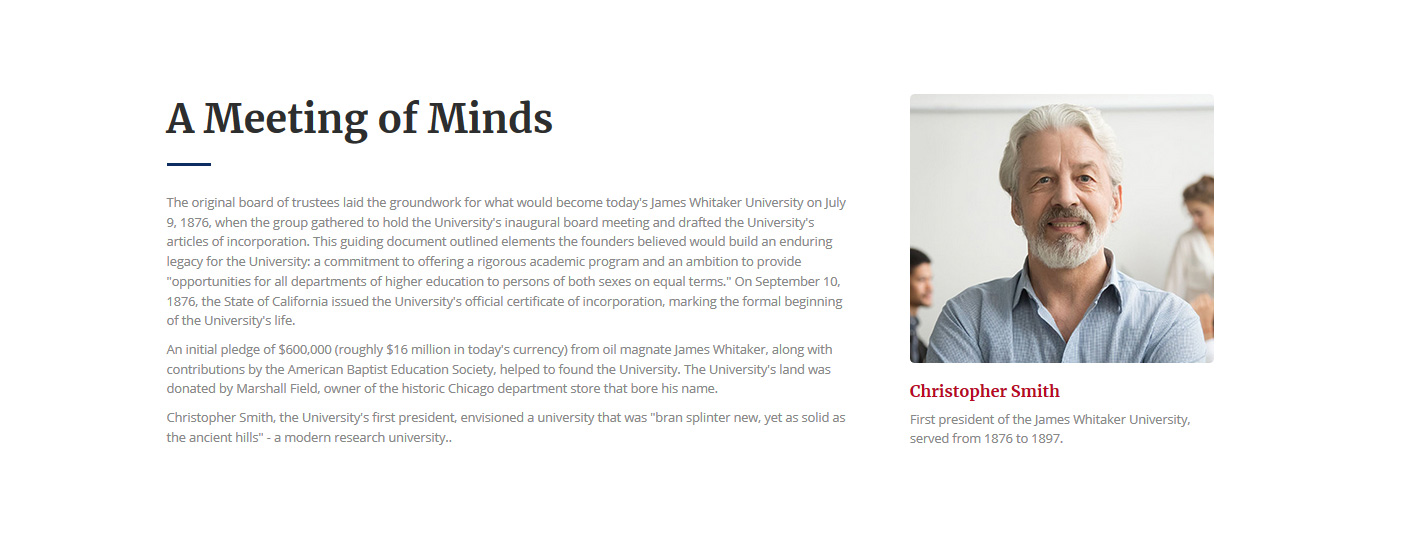 A Meeting of Minds
The original board of trustees laid the groundwork for what would become today's James Whitaker University on July
9, 1876, when the group gathered to hold the University's inaugural board meeting and drafted the University's
articles of incorporation. This guiding document outlined elements the founders believed would build an enduring
legacy for the University: a commitment to offering a rigorous academic program and an ambition to provide
"opportunities for all departments of higher education to persons of both sexes on equal terms." On September 10,
1876, the State of California issued the University's official certificate of incorporation, marking the formal beginning
of the University's life.
An initial pledge of $600,000 (roughly $16 million in today's currency) from oil magnate James Whitaker, along with
contributions by the American Baptist Education Society, helped to found the University. The University's land was
donated by Marshall Field, owner of the historic Chicago department store that bore his name.
Christopher Smith, the University's first president, envisioned a university that was "bran splinter new, yet as solid as
the ancient hills" - a modern research university..
Christopher Smith
First president of the James Whitaker University,
served from 1876 to 1897.